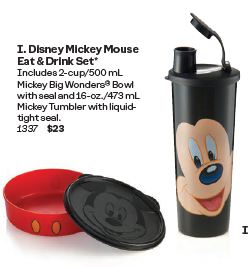 I. Disney Mickey Mouse
Eat & Drink Set*
Includes 2-cup/500 mL
Mickey Big Wonders® Bowl
with seal and 16-oz./473 mL
Mickey Tumbler with liquid-
tight seal.
1337 $23
I